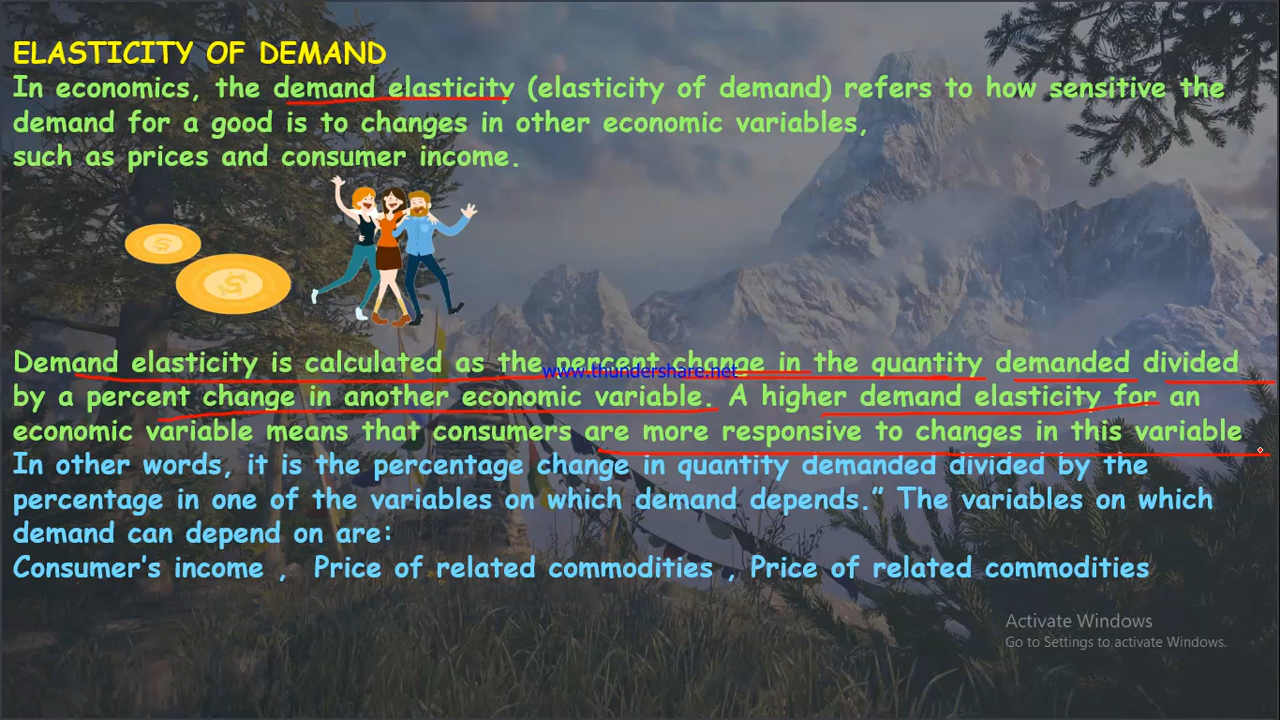 ELASTICITY OF DEMAND
In economics, the demand elasticity (elasticity of demand) refers to how sensitive the
demand for a good is to changes in other economic variables,
such as prices and consumer income.
Demand elasticity is calculated as the percent change in the quantity demanded divided
www.thundershare.net
by a percent change in another economic variable. A higher demand elasticity for an
economic variable means that consumers are more responsive to changes in this variable
In other words, it is the percentage change in quantity demanded divided by the
percentage in one of the variables on which demand depends.” The variables on which
demand can depend on are:
Consumer’s income , Price of related commodities , Price of related commodities
Activate Windows
Go to Settings to activate Windows.